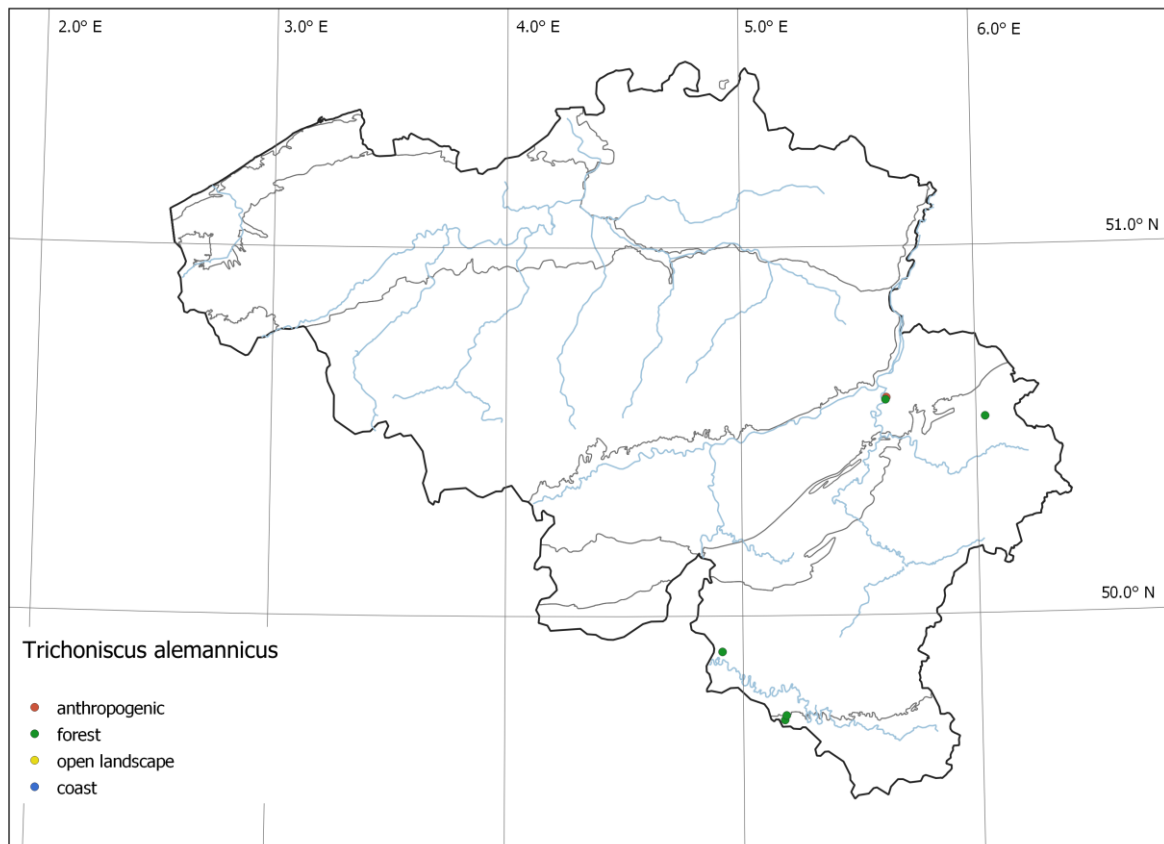 2.0° E
3.0° E
4.0° E
5.0° E
6.0° E
51.0° N
50.0° N
Trichoniscus alemannicus
anthropogenic
forest
open landscape
coast